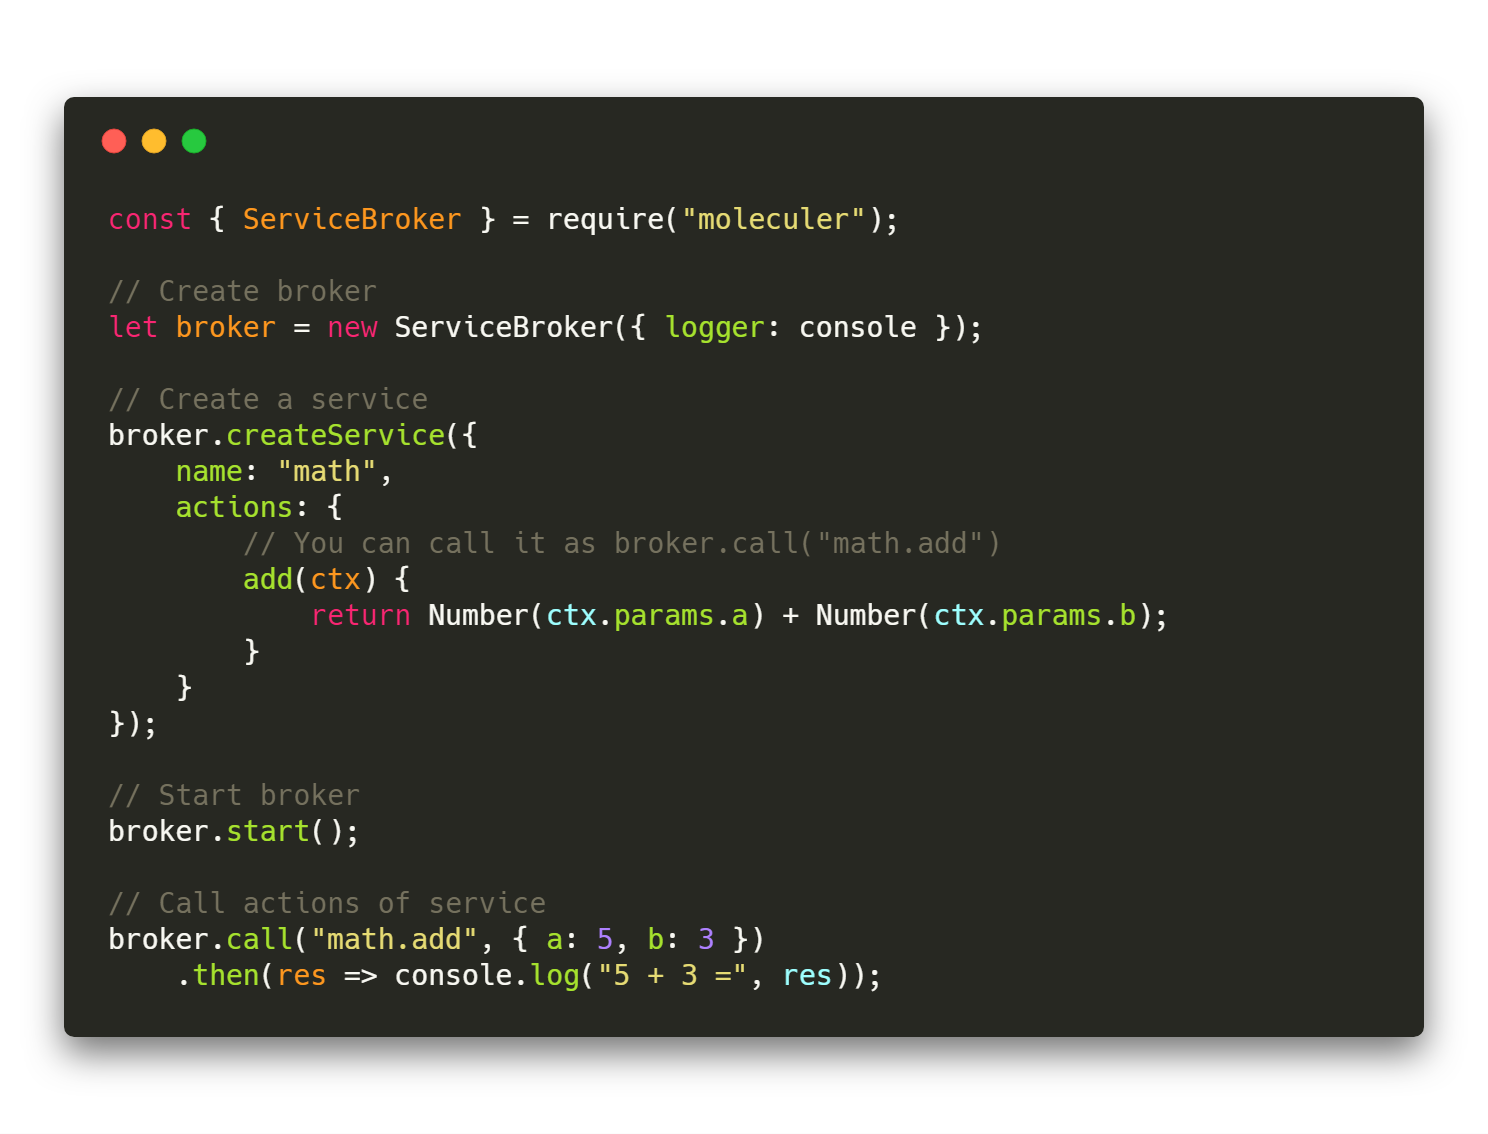 const { ServiceBroker } = require("moleculer");

// Create broker
let broker = new ServiceBroker({ logger: console });

// Create a service
broker.createService({
    name: "math",
    actions: {
        // You can call it as broker.call("math.add")
        add(ctx) {
            return Number(ctx.params.a) + Number(ctx.params.b);
        }
    }
});

// Start broker
broker.start();

// Call actions of service
broker.call("math.add", { a: 5, b: 3 })
    .then(res => console.log("5 + 3 =", res));